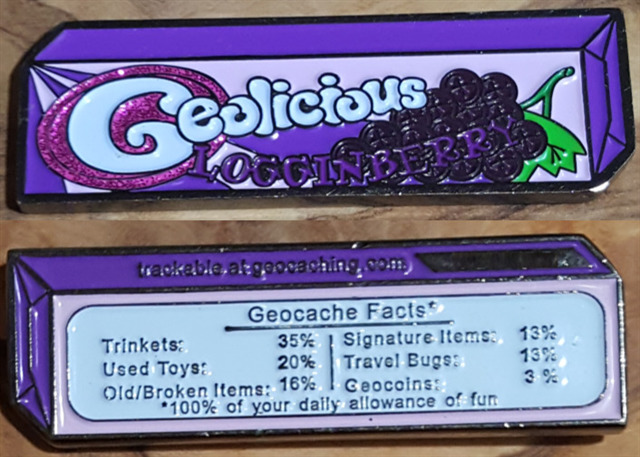 Geolicious
LOGGINBERRY
trackable at geocaching.com
Geocache Facts*
Trinkets: 35%
Used Toys: 20%
Old/Broken Items: 16%
Signature Items: 13%
Travel Bugs: 13%
Geocoins: 3 %
*100% of your daily allowance of fun